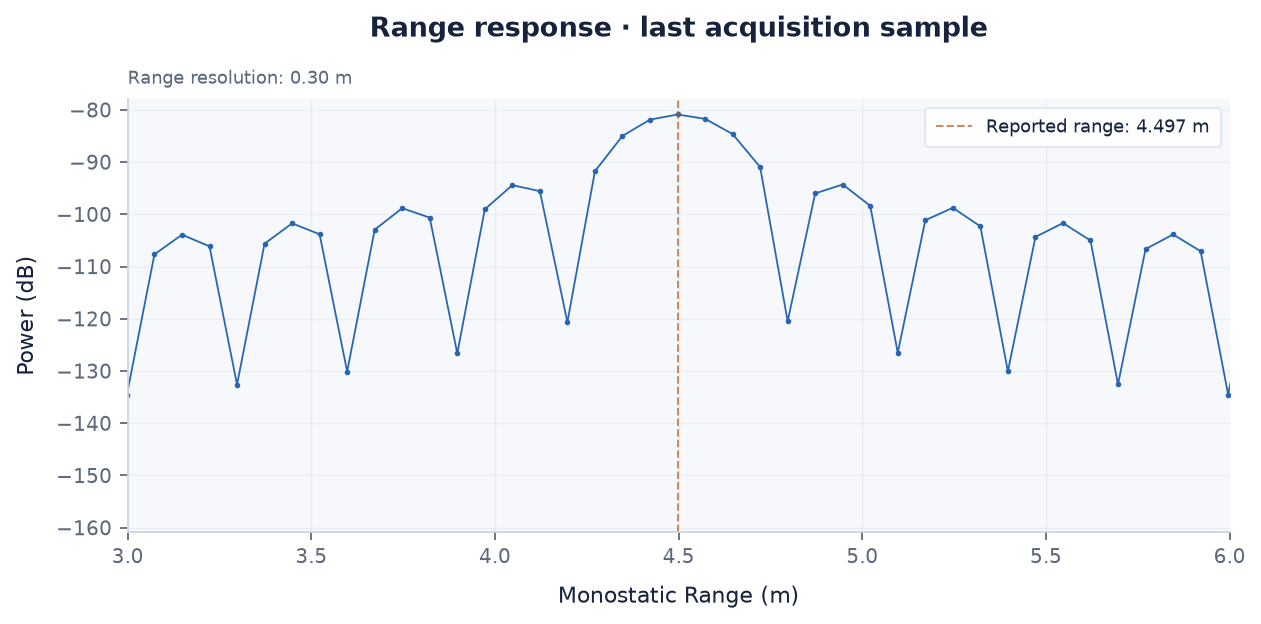 Range response · last acquisition sample
Range resolution: 0.30 m
Reported range: 4.497 m
Power (dB)
−80
−90
−100
−110
−120
−130
−140
−150
−160
3.0 3.5 4.0 4.5 5.0 5.5 6.0
Monostatic Range (m)